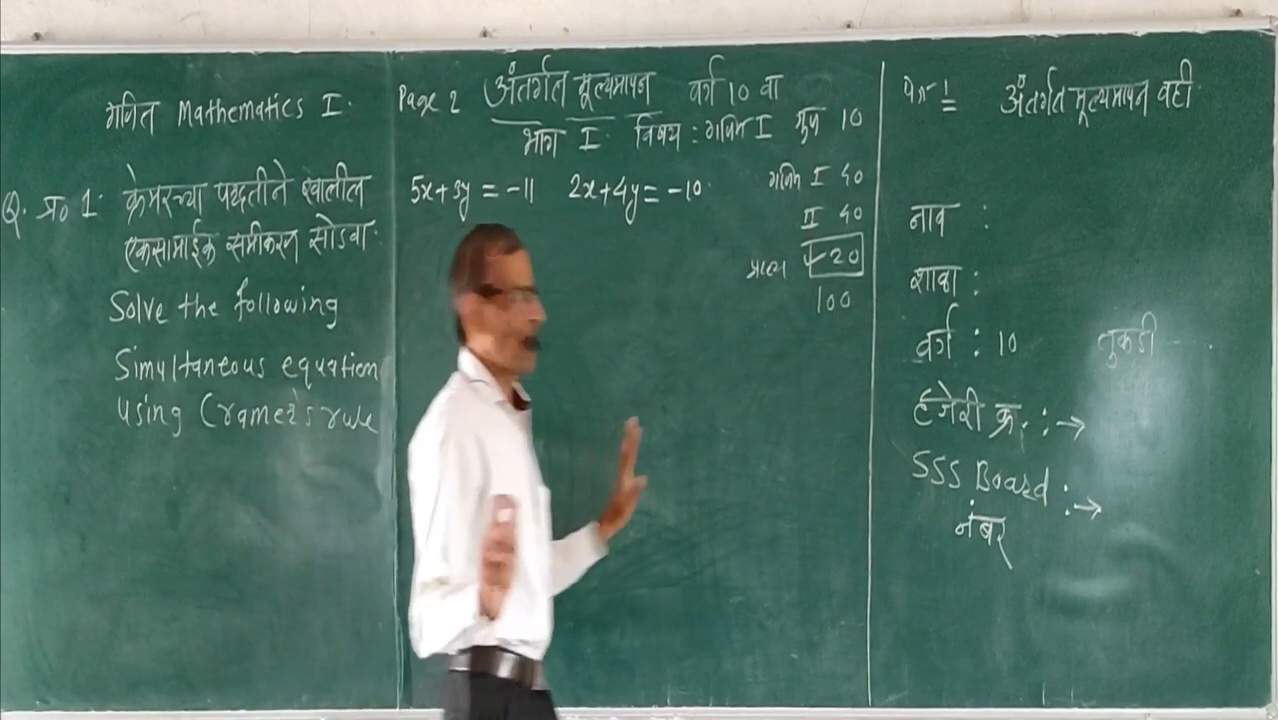 गणित Mathematics I.
Q. प्र० 1. क्रेमरच्या पद्धतीने खालील
एकसामाईक समीकरण सोडवा.
Solve the following
Simultaneous equation
using Cramer's rule
Page 2 अंतर्गत मूल्यमापन वर्ग 10 वा
भाग I. विषय : गणित I गुण 10
5x+3y = -11 2x+4y = -10.
गणित I 40
II 40
20
100
अंतर्गत मूल्यमापन वही
नाव :
शाळा :
वर्ग : 10 तुकडी - .
हजेरी क्र. : →
SSS Board : →
नंबर